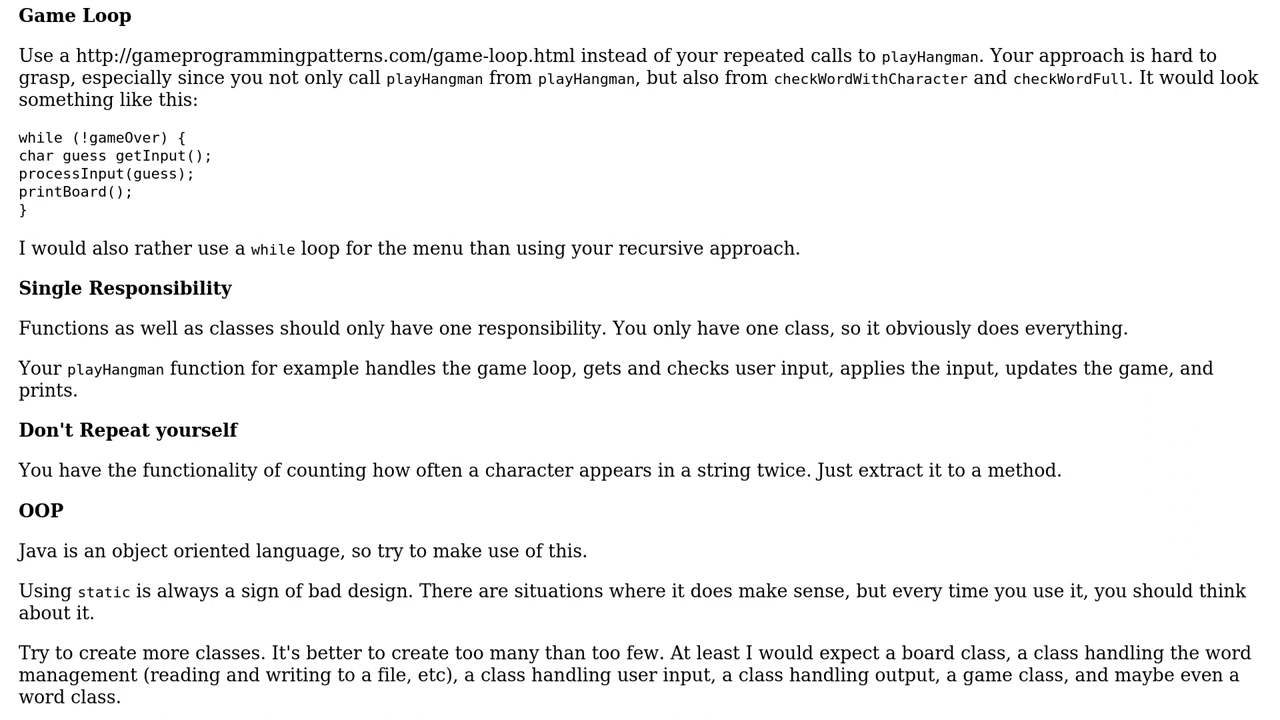 Game Loop
Use a http://gameprogrammingpatterns.com/game-loop.html instead of your repeated calls to playHangman. Your approach is hard to
grasp, especially since you not only call playHangman from playHangman, but also from checkWordWithCharacter and checkWordFull. It would look
something like this:
while (!gameOver) {
char guess getInput();
processInput(guess);
printBoard();
}
I would also rather use a while loop for the menu than using your recursive approach.
Single Responsibility
Functions as well as classes should only have one responsibility. You only have one class, so it obviously does everything.
Your playHangman function for example handles the game loop, gets and checks user input, applies the input, updates the game, and
prints.
Don't Repeat yourself
You have the functionality of counting how often a character appears in a string twice. Just extract it to a method.
OOP
Java is an object oriented language, so try to make use of this.
Using static is always a sign of bad design. There are situations where it does make sense, but every time you use it, you should think
about it.
Try to create more classes. It's better to create too many than too few. At least I would expect a board class, a class handling the word
management (reading and writing to a file, etc), a class handling user input, a class handling output, a game class, and maybe even a
word class.